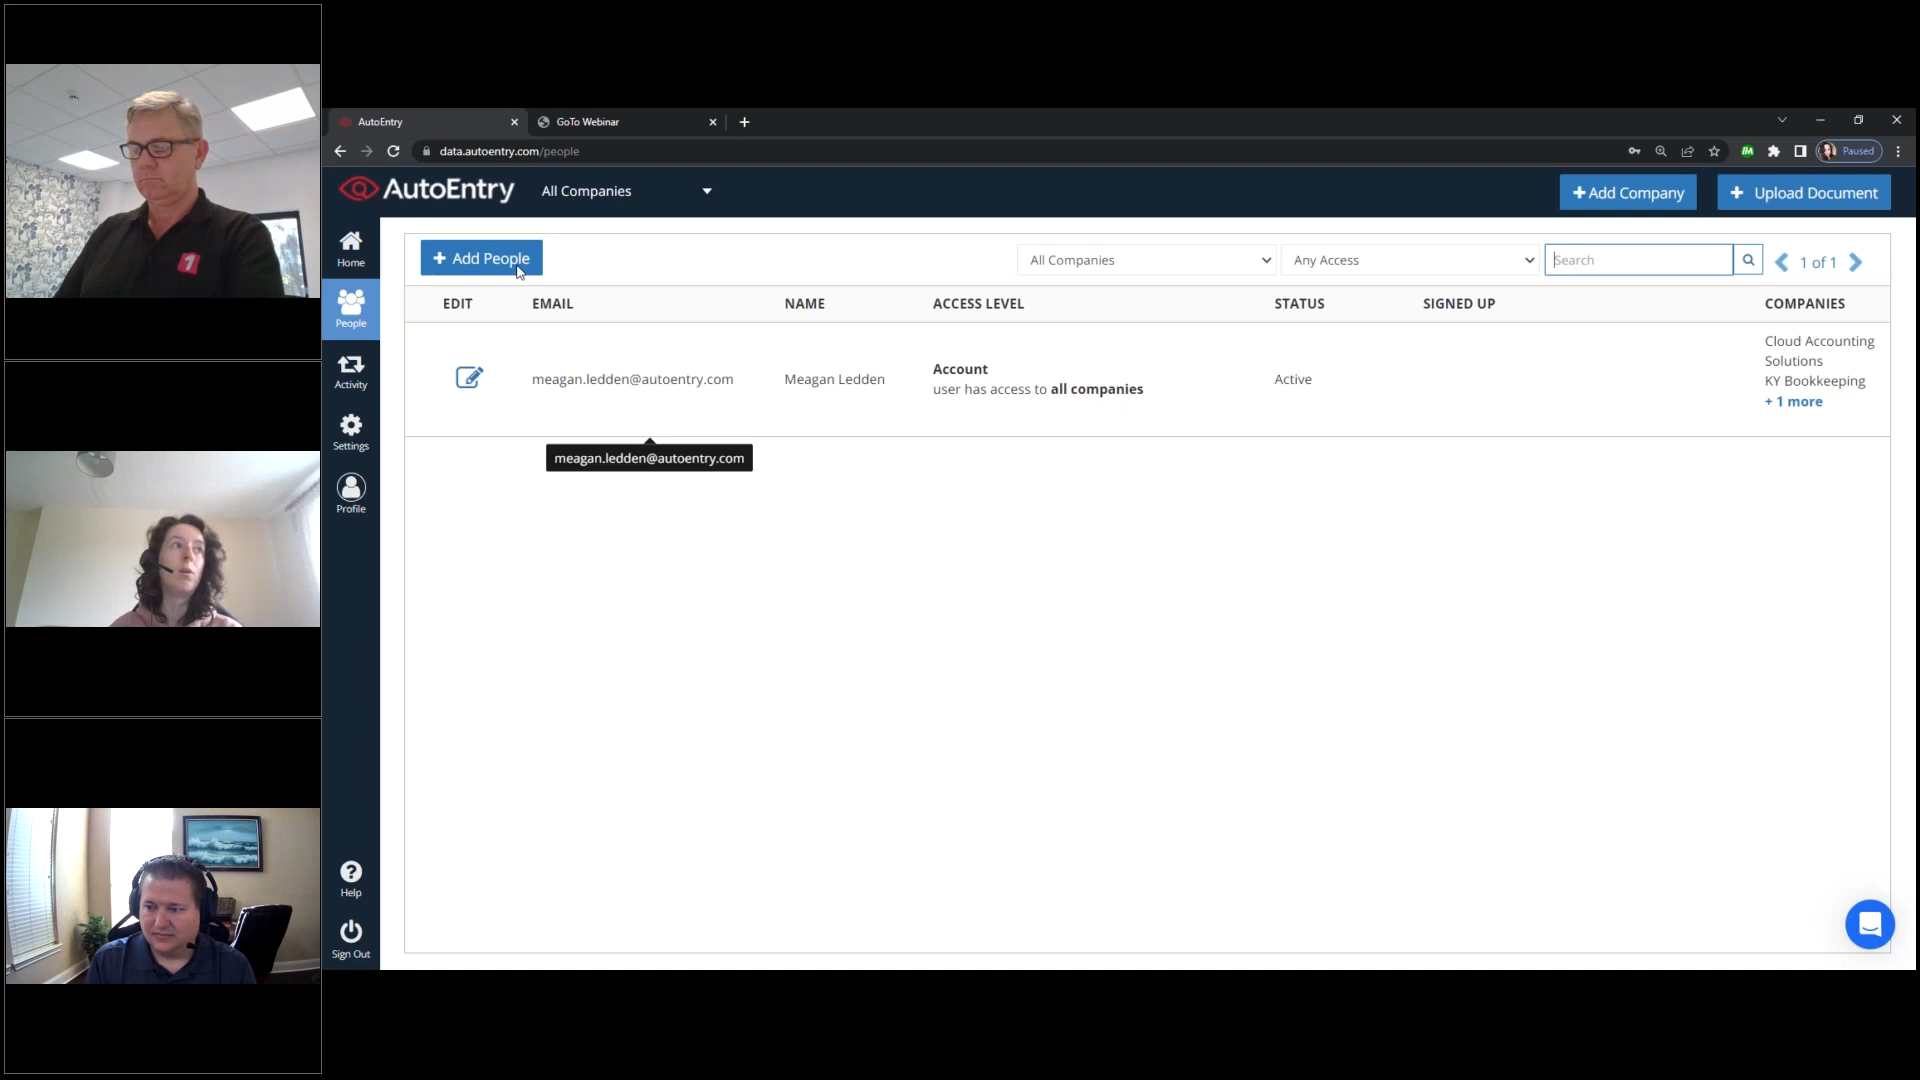 AutoEntry
GoTo Webinar
data.autoentry.com/people
Paused
AutoEntry
All Companies
Add Company
Upload Document
Home
People
Activity
Settings
Profile
Help
Sign Out
Add People
All Companies
Any Access
Search
1 of 1
EDIT EMAIL NAME ACCESS LEVEL STATUS SIGNED UP COMPANIES
meagan.ledden@autoentry.com
Meagan Ledden
Account
user has access to all companies
Active
Cloud Accounting
Solutions
KY Bookkeeping
+ 1 more
meagan.ledden@autoentry.com
1